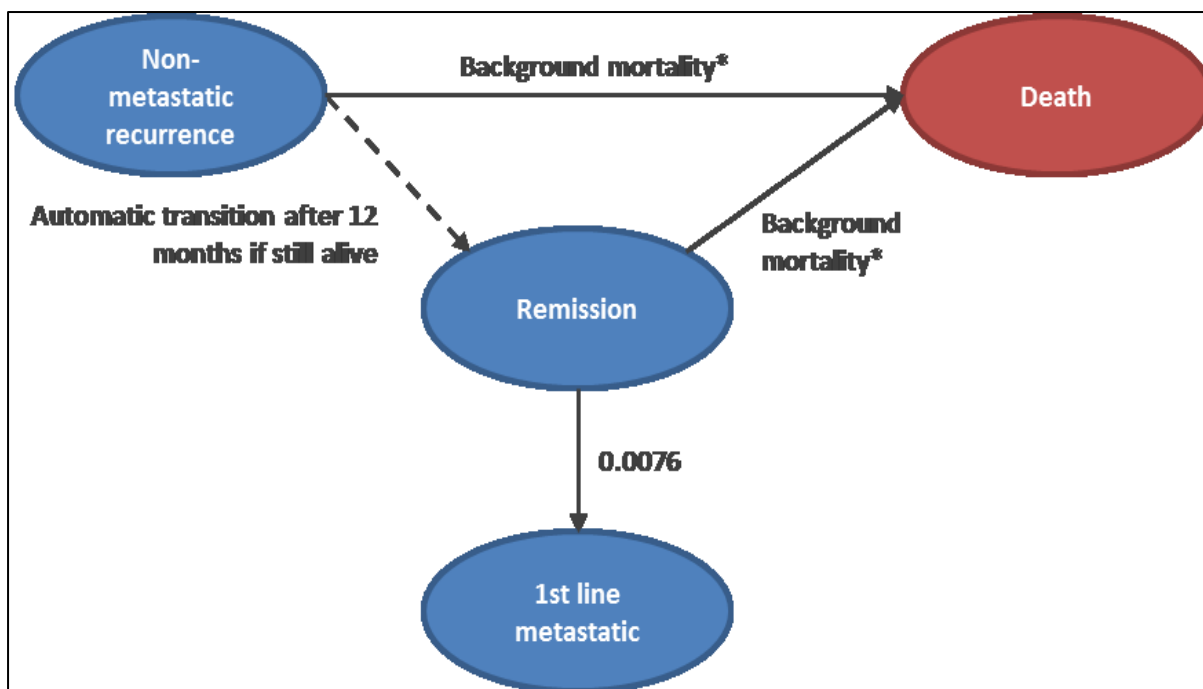 Non-
metastatic
recurrence
Background mortality*
Death
Automatic transition after 12
months if still alive
Background
mortality*
Remission
0.0076
1st line
metastatic